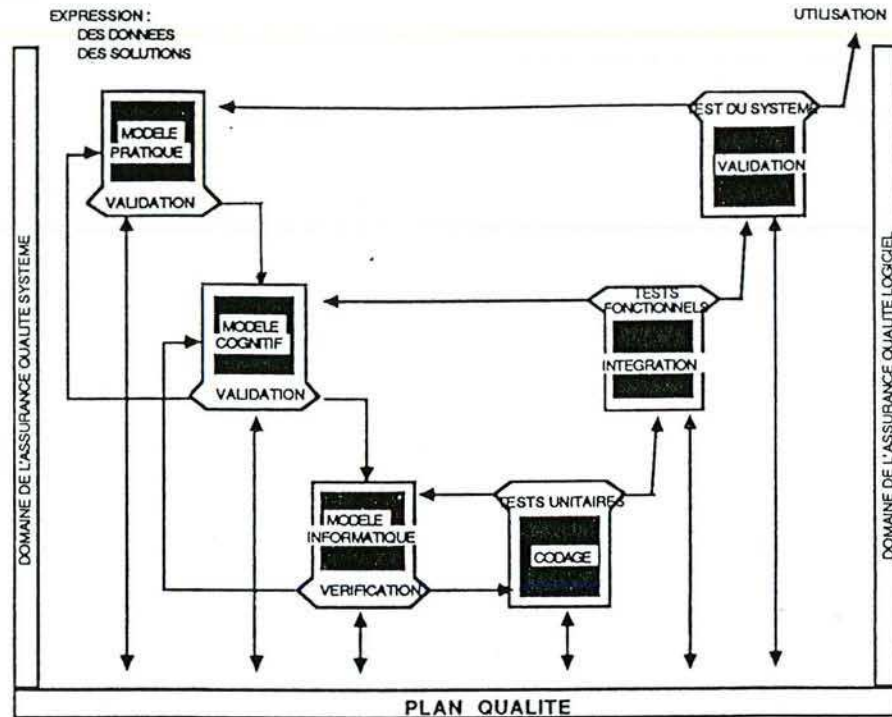 EXPRESSION :
DES DONNEES
DES SOLUTIONS
UTILISATION
DOMAINE DE L'ASSURANCE QUALITE SYSTEME
MODELE
PRATIQUE
VALIDATION
TEST DU SYSTEME
VALIDATION
MODELE
COGNITIF
VALIDATION
TESTS
FONCTIONNELS
INTEGRATION
MODELE
INFORMATIQUE
VERIFICATION
TESTS UNITAIRES
CODAGE
DOMAINE DE L'ASSURANCE QUALITE LOGICIEL
PLAN QUALITE